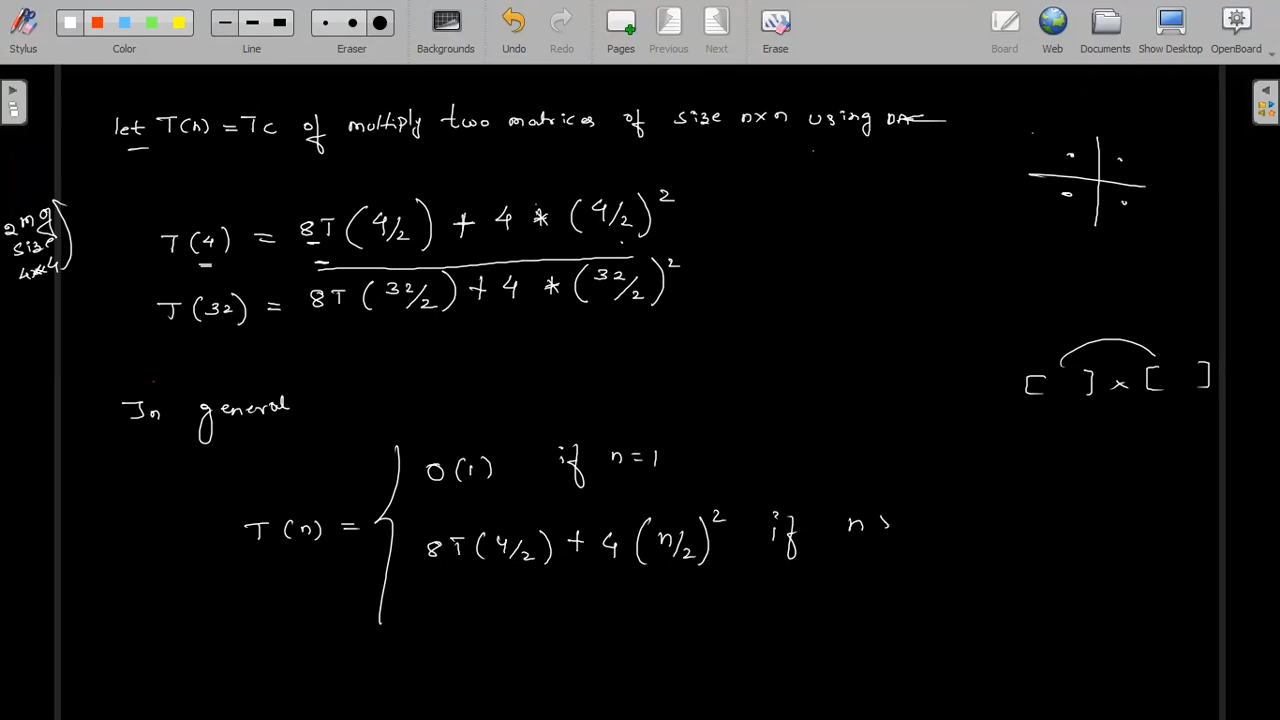 Stylus Color Line Eraser Backgrounds Undo Redo Pages Previous Next Erase Board Web Documents Show Desktop OpenBoard
let T(n) = TC of multiply two matrices of size n×n using
2 m of
size
4×4
T(4) = 8T(4/2) + 4 * (4/2)²
T(32) = 8T(32/2) + 4 * (32/2)²
[ ] × [ ]
In general
O(1) if n=1
T(n) =
8T(4/2) + 4(n/2)² if n >